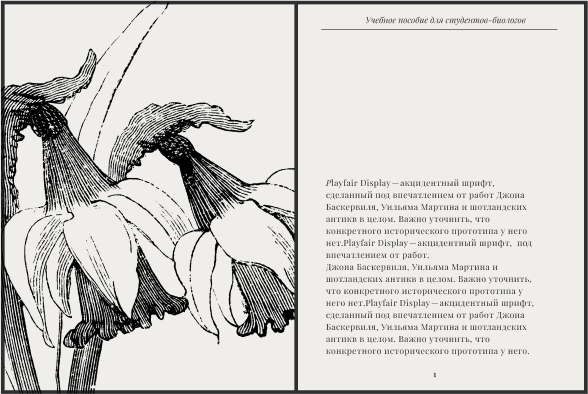 Учебное пособие для студентов-биологов
Playfair Display — акцидентный шрифт,
сделанный под впечатлением от работ Джона
Баскервиля, Уильяма Мартина и шотландских
антикв в целом. Важно уточнить, что
конкретного исторического прототипа у него
нет.Playfair Display — акцидентный шрифт, под
впечатлением от работ.
Джона Баскервиля, Уильяма Мартина и
шотландских антикв в целом. Важно уточнить,
что конкретного исторического прототипа у
него нет.Playfair Display — акцидентный шрифт,
сделанный под впечатлением от работ Джона
Баскервиля, Уильяма Мартина и шотландских
антикв в целом. Важно уточнить, что
конкретного исторического прототипа у него.
1